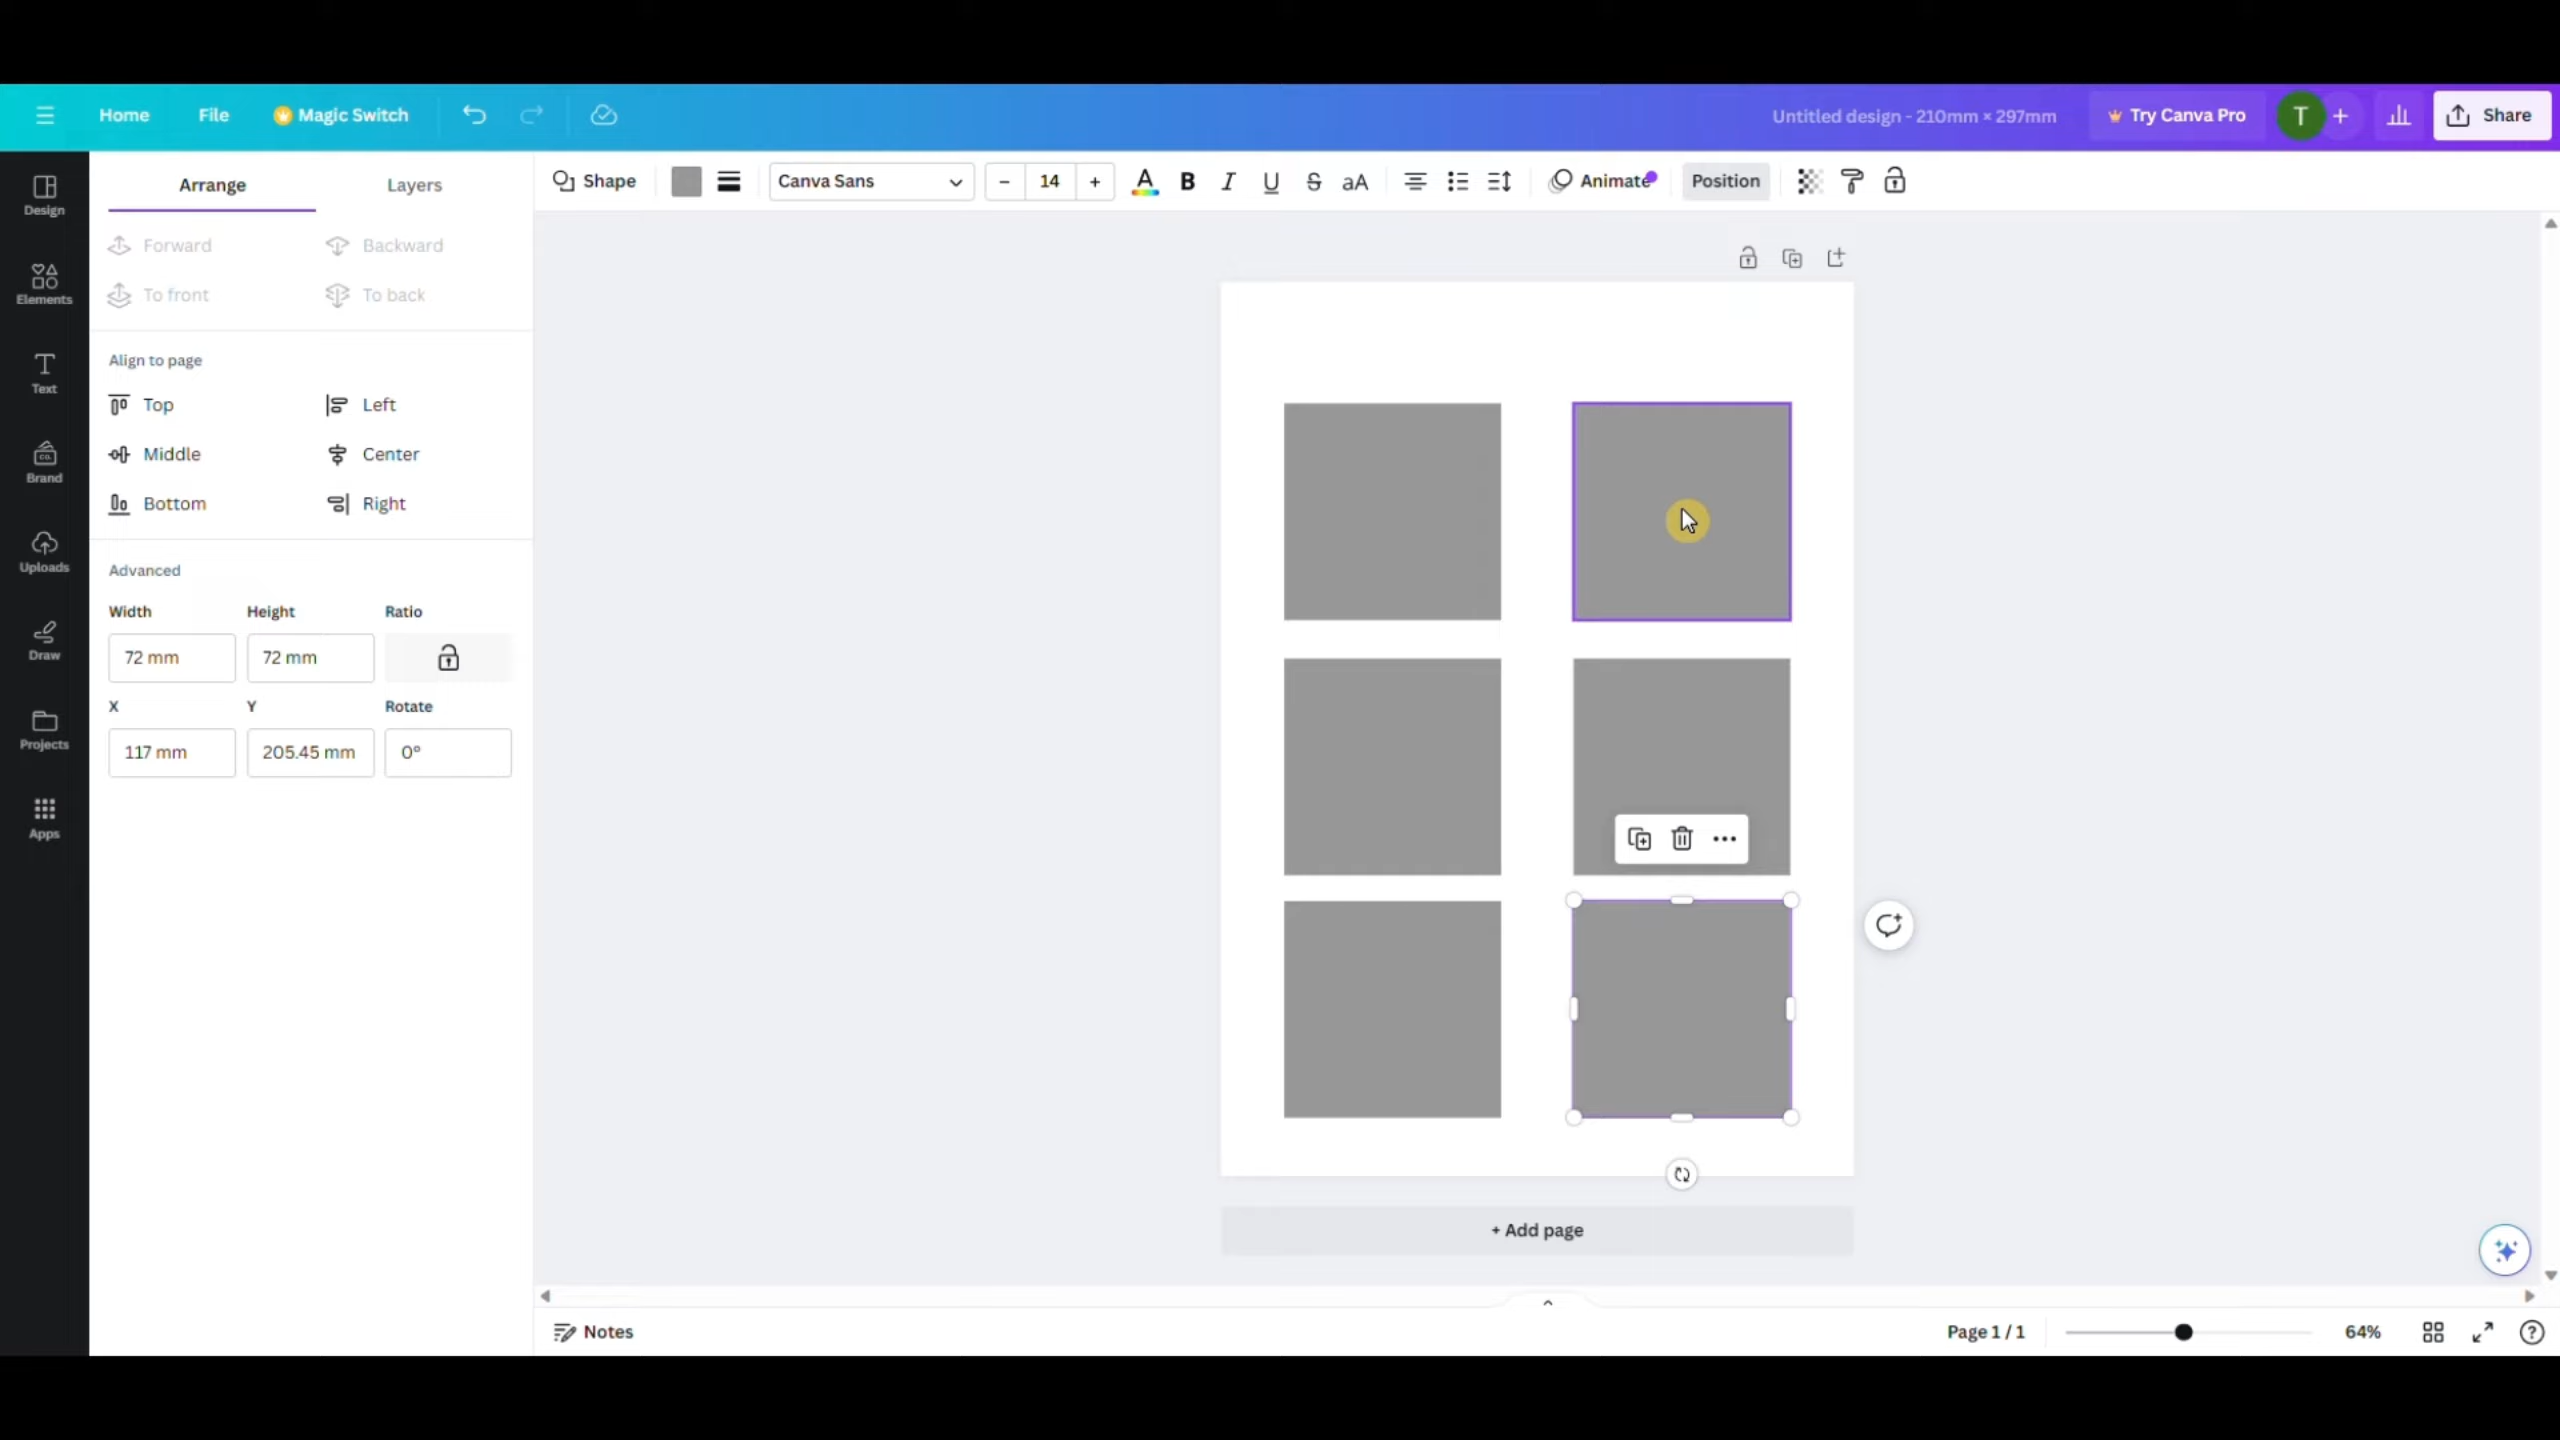 Home File Magic Switch Untitled design - 210mm × 297mm Try Canva Pro T + Share
Design
Elements
Text
CO.
Brand
Uploads
Draw
Projects
Apps
Arrange Layers
Forward Backward
To front To back
Align to page
Top Left
Middle Center
Bottom Right
Advanced
Width Height Ratio
72 mm 72 mm
X Y Rotate
117 mm 205.45 mm 0°
Shape Canva Sans − 14 + A B I U S aA Animate Position
+ Add page
Notes Page 1 / 1 64% ?